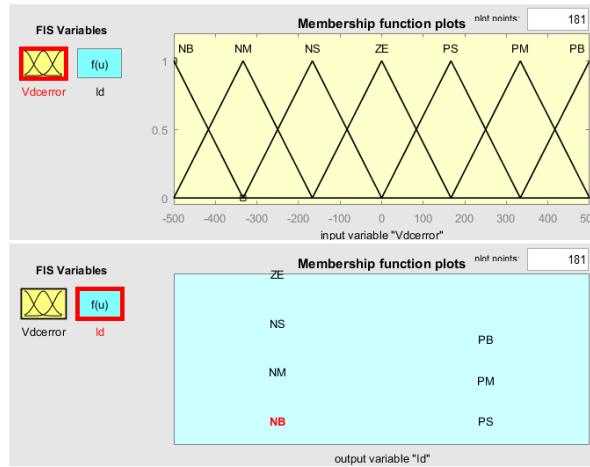 FIS Variables
f(u)
Vdcerror Id
Membership function plots plot points: 181
NB NM NS ZE PS PM PB
1
0.5
0
-500 -400 -300 -200 -100 0 100 200 300 400 500
input variable "Vdcerror"
FIS Variables
f(u)
Vdcerror Id
Membership function plots plot points: 181
ZE
NS
PB
NM
PM
NB
PS
output variable "Id"